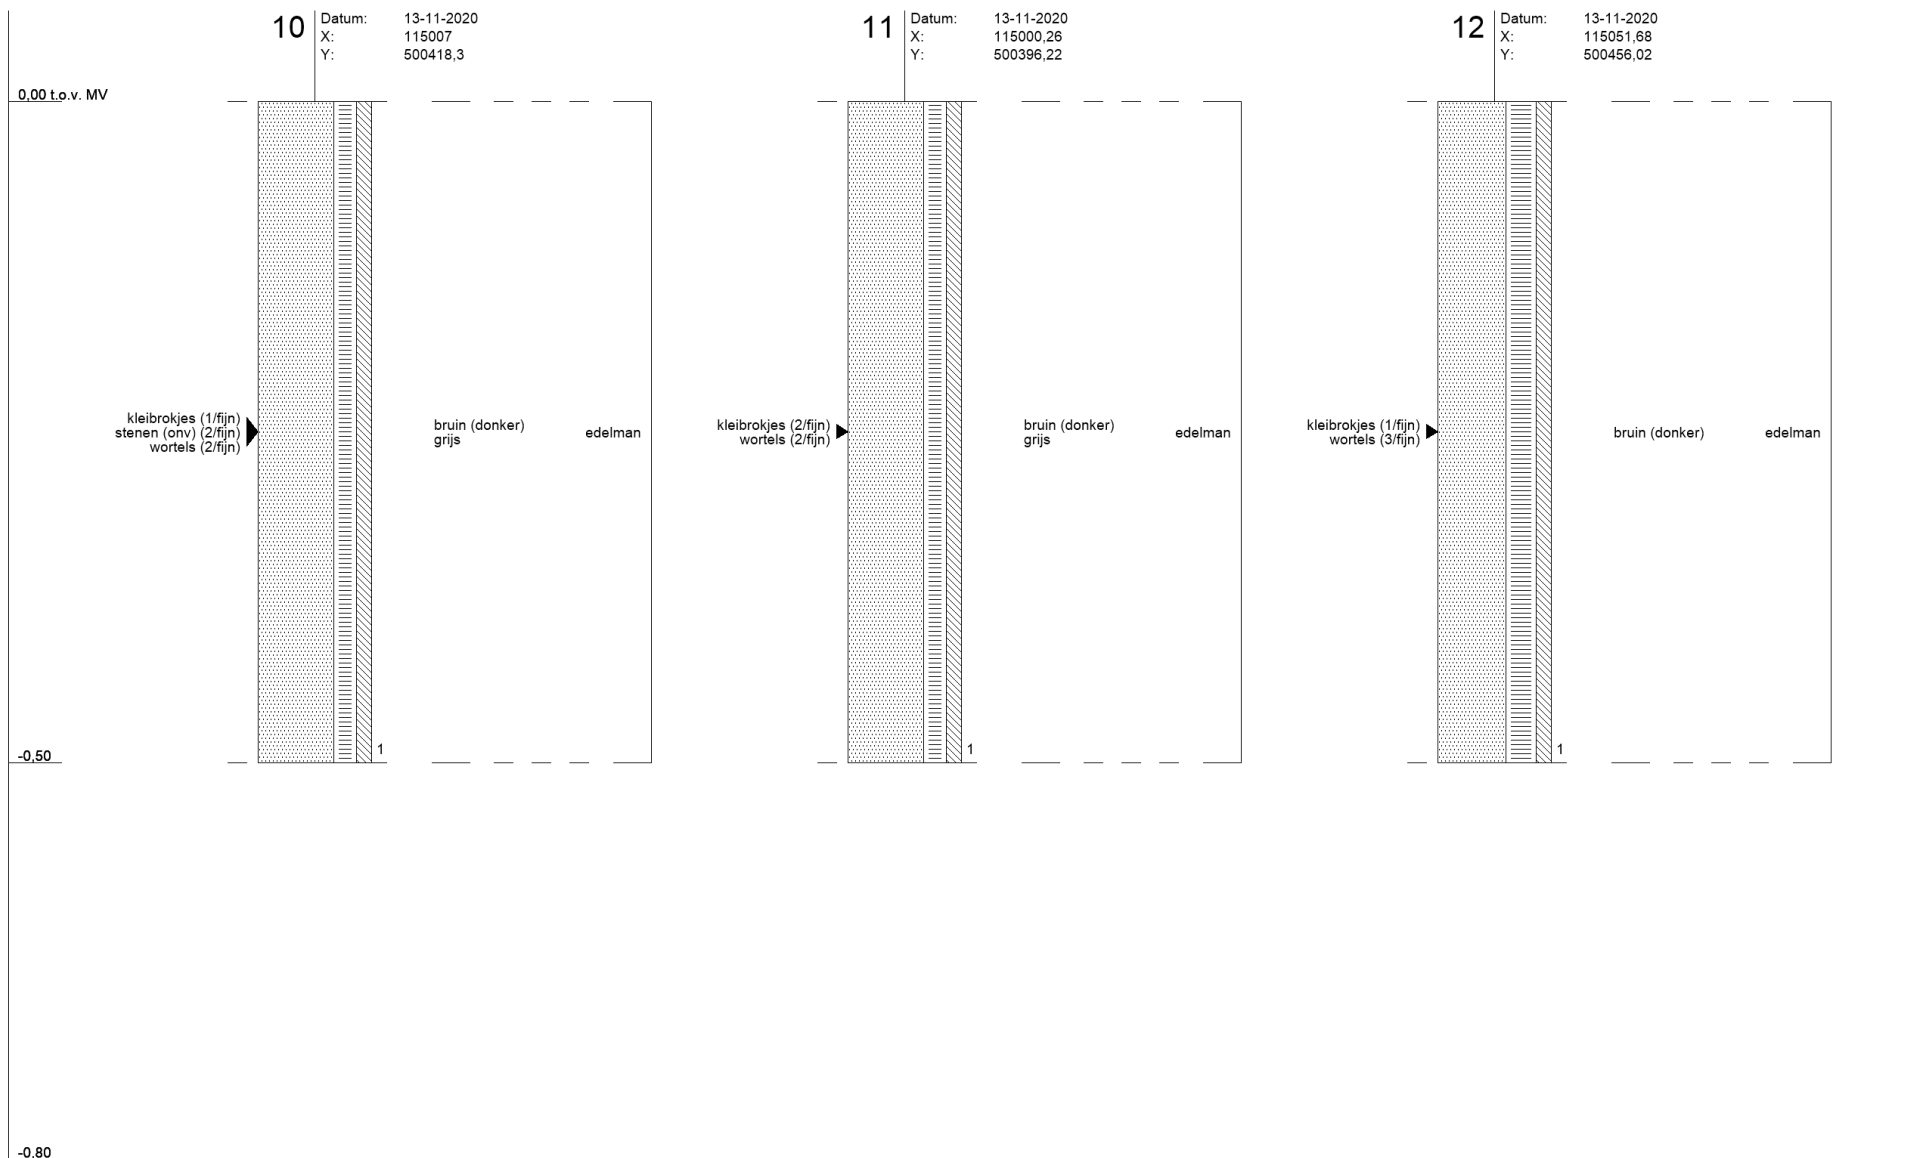 10
Datum: 13-11-2020
X: 115007
Y: 500418,3
11
Datum: 13-11-2020
X: 115000,26
Y: 500396,22
12
Datum: 13-11-2020
X: 115051,68
Y: 500456,02
0,00 t.o.v. MV
kleibrokjes (1/fijn)
stenen (onv) (2/fijn)
wortels (2/fijn)
bruin (donker)
grijs
edelman
1
kleibrokjes (2/fijn)
wortels (2/fijn)
bruin (donker)
grijs
edelman
1
kleibrokjes (1/fijn)
wortels (3/fijn)
bruin (donker)
edelman
1
-0,50
-0,80